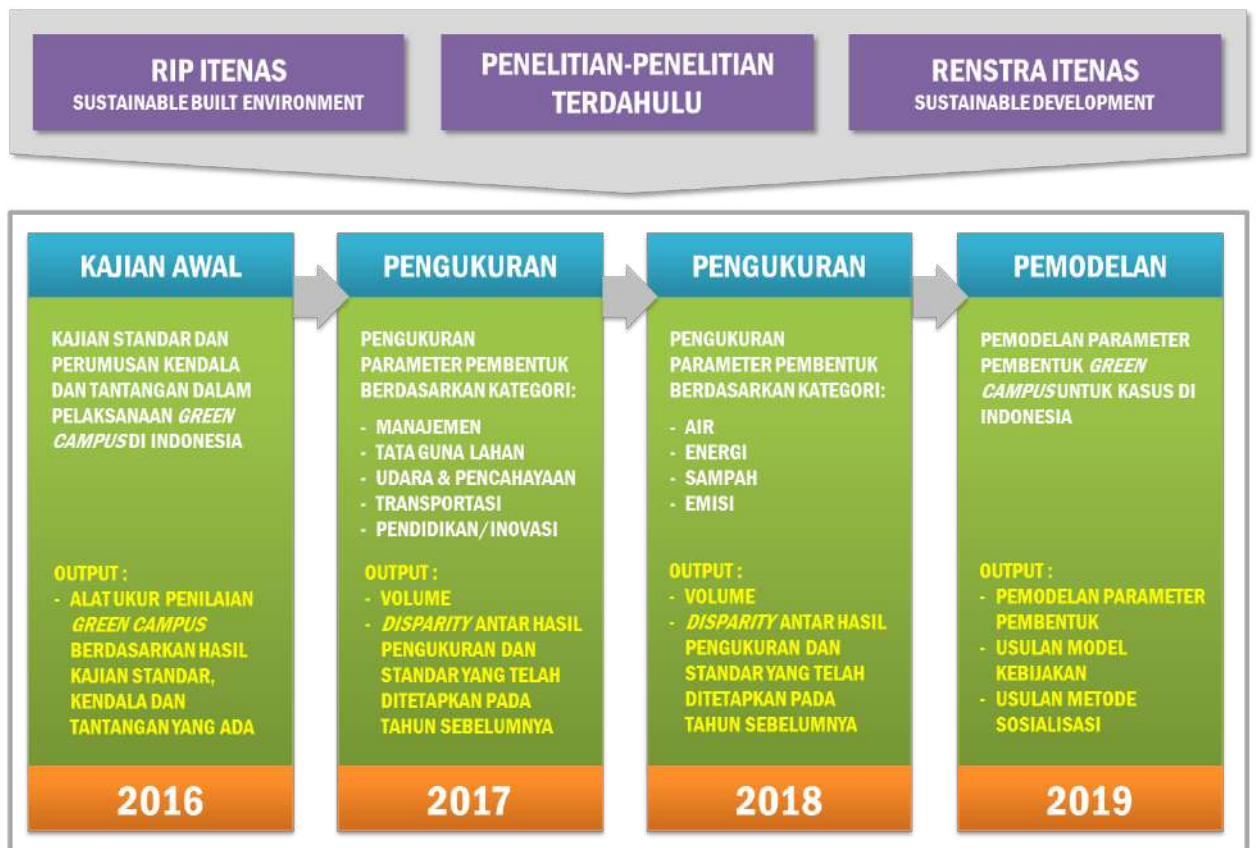 RIP ITENAS
SUSTAINABLE BUILT ENVIRONMENT
PENELITIAN-PENELITIAN
TERDAHULU
RENSTRA ITENAS
SUSTAINABLE DEVELOPMENT
KAJIAN AWAL
KAJIAN STANDAR DAN
PERUMUSAN KENDALA
DAN TANTANGAN DALAM
PELAKSANAAN GREEN
CAMPUS DI INDONESIA
OUTPUT :
- ALAT UKUR PENILAIAN
GREEN CAMPUS
BERDASARKAN HASIL
KAJIAN STANDAR,
KENDALA DAN
TANTANGAN YANG ADA
2016
PENGUKURAN
PENGUKURAN
PARAMETER PEMBENTUK
BERDASARKAN KATEGORI:
- MANAJEMEN
- TATA GUNA LAHAN
- UDARA & PENCAHAYAAN
- TRANSPORTASI
- PENDIDIKAN/INOVASI
OUTPUT :
- VOLUME
- DISPARITY ANTAR HASIL
PENGUKURAN DAN
STANDAR YANG TELAH
DITETAPKAN PADA
TAHUN SEBELUMNYA
2017
PENGUKURAN
PENGUKURAN
PARAMETER PEMBENTUK
BERDASARKAN KATEGORI:
- AIR
- ENERGI
- SAMPAH
- EMISI
OUTPUT :
- VOLUME
- DISPARITY ANTAR HASIL
PENGUKURAN DAN
STANDAR YANG TELAH
DITETAPKAN PADA
TAHUN SEBELUMNYA
2018
PEMODELAN
PEMODELAN PARAMETER
PEMBENTUK GREEN
CAMPUS UNTUK KASUS DI
INDONESIA
OUTPUT :
- PEMODELAN PARAMETER
PEMBENTUK
- USULAN MODEL
KEBIJAKAN
- USULAN METODE
SOSIALISASI
2019